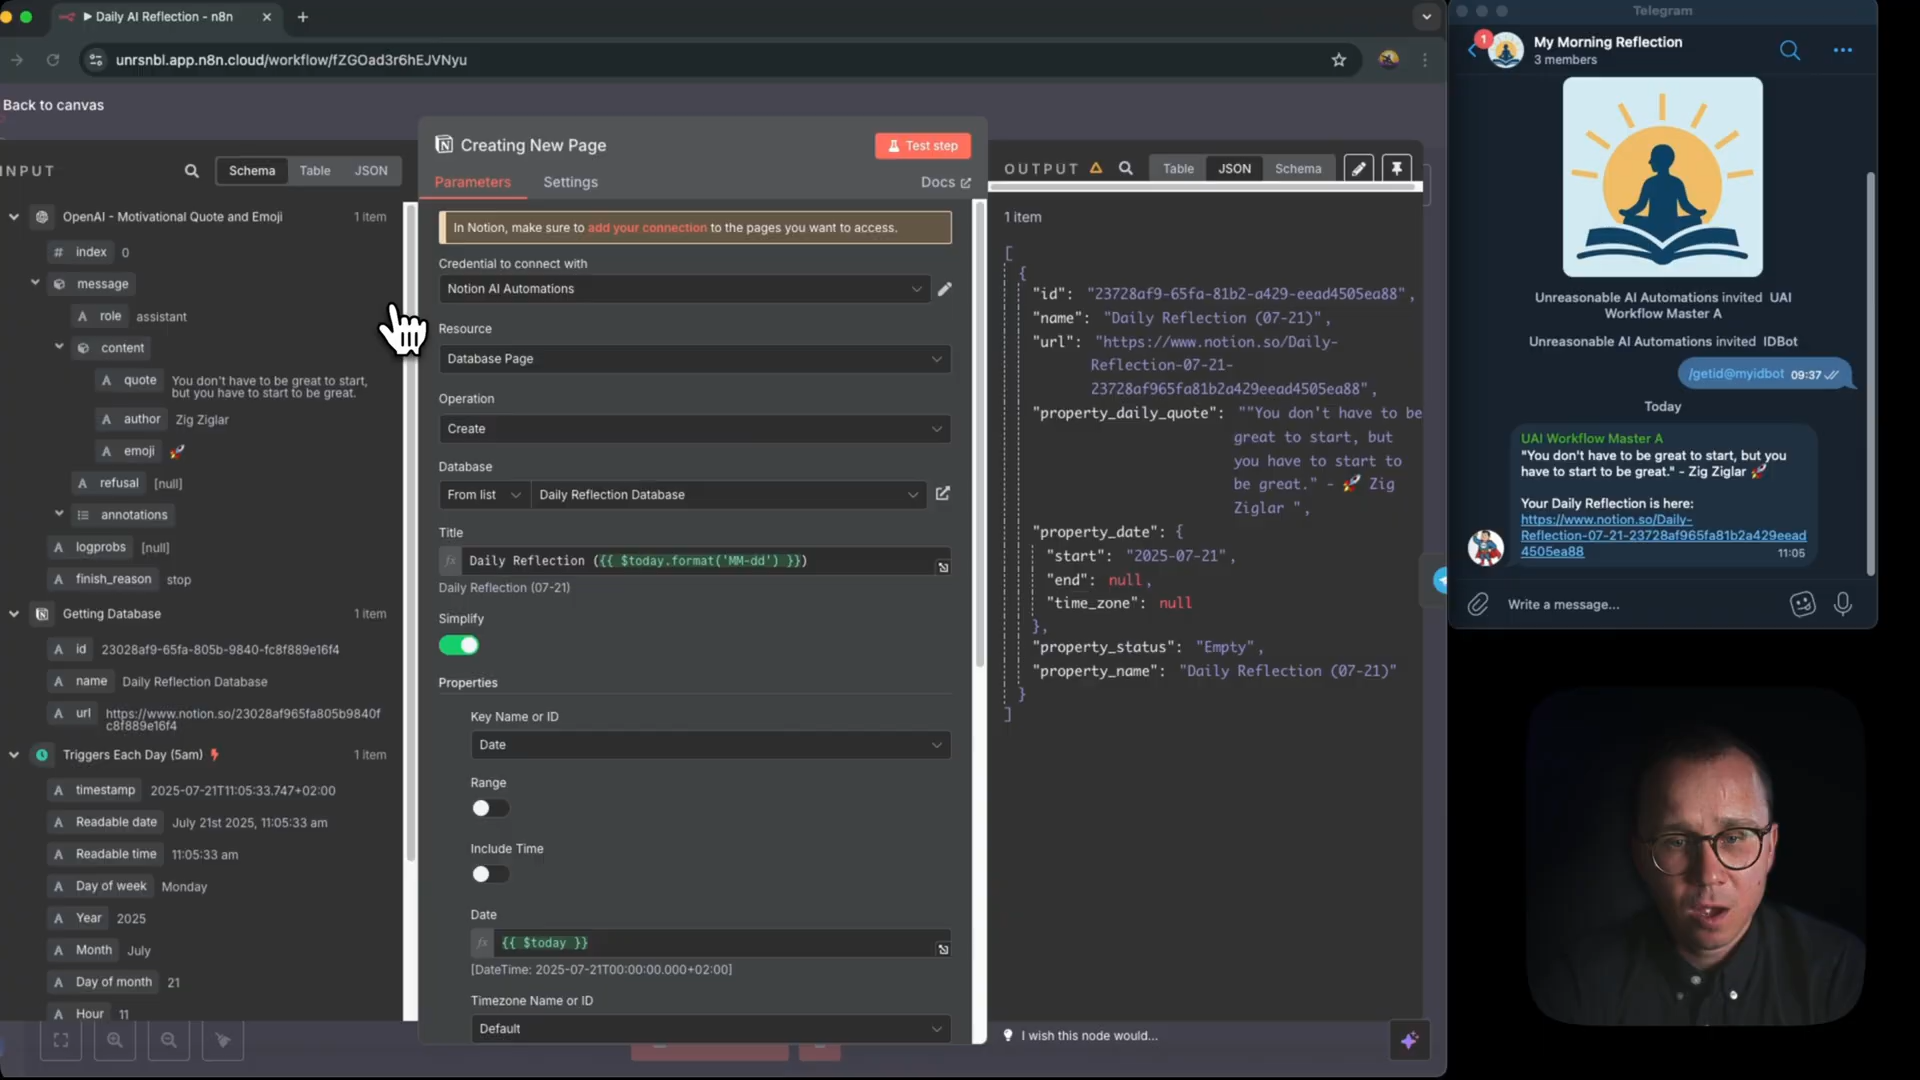 Daily AI Reflection - n8n
unrsnbl.app.n8n.cloud/workflow/fZGOad3r6hEJVNyu
Back to canvas
INPUT
Schema
Table
JSON
OpenAI - Motivational Quote and Emoji
1 item
# index 0
message
A role assistant
content
A quote You don't have to be great to start,
but you have to start to be great.
A author Zig Ziglar
A emoji 🚀
A refusal [null]
annotations
A logprobs [null]
A finish_reason stop
Getting Database
1 item
A id 23028af9-65fa-805b-9840-fc8f889e16f4
A name Daily Reflection Database
A url https://www.notion.so/23028af965fa805b9840f
c8f889e16f4
Triggers Each Day (5am)
1 item
A timestamp 2025-07-21T11:05:33.747+02:00
A Readable date July 21st 2025, 11:05:33 am
A Readable time 11:05:33 am
A Day of week Monday
A Year 2025
A Month July
A Day of month 21
A Hour 11
Creating New Page
Test step
Parameters
Settings
Docs
In Notion, make sure to add your connection to the pages you want to access.
Credential to connect with
Notion AI Automations
Resource
Database Page
Operation
Create
Database
From list
Daily Reflection Database
Title
fx Daily Reflection ({{ $today.format('MM-dd') }})
Daily Reflection (07-21)
Simplify
Properties
Key Name or ID
Date
Range
Include Time
Date
fx {{ $today }}
[DateTime: 2025-07-21T00:00:00.000+02:00]
Timezone Name or ID
Default
OUTPUT
Table
JSON
Schema
1 item
[
{
"id": "23728af9-65fa-81b2-a429-eead4505ea88",
"name": "Daily Reflection (07-21)",
"url": "https://www.notion.so/Daily-
Reflection-07-21-
23728af965fa81b2a429eead4505ea88",
"property_daily_quote": ""You don't have to be
great to start, but
you have to start to
be great." - 🚀 Zig
Ziglar ",
"property_date": {
"start": "2025-07-21",
"end": null,
"time_zone": null
},
"property_status": "Empty",
"property_name": "Daily Reflection (07-21)"
}
]
I wish this node would...
Telegram
1
My Morning Reflection
3 members
Unreasonable AI Automations invited UAI
Workflow Master A
Unreasonable AI Automations invited IDBot
/getid@myidbot 09:37
Today
UAI Workflow Master A
"You don't have to be great to start, but you
have to start to be great." - Zig Ziglar 🚀
Your Daily Reflection is here:
https://www.notion.so/Daily-
Reflection-07-21-23728af965fa81b2a429eead
4505ea88
11:05
Write a message...